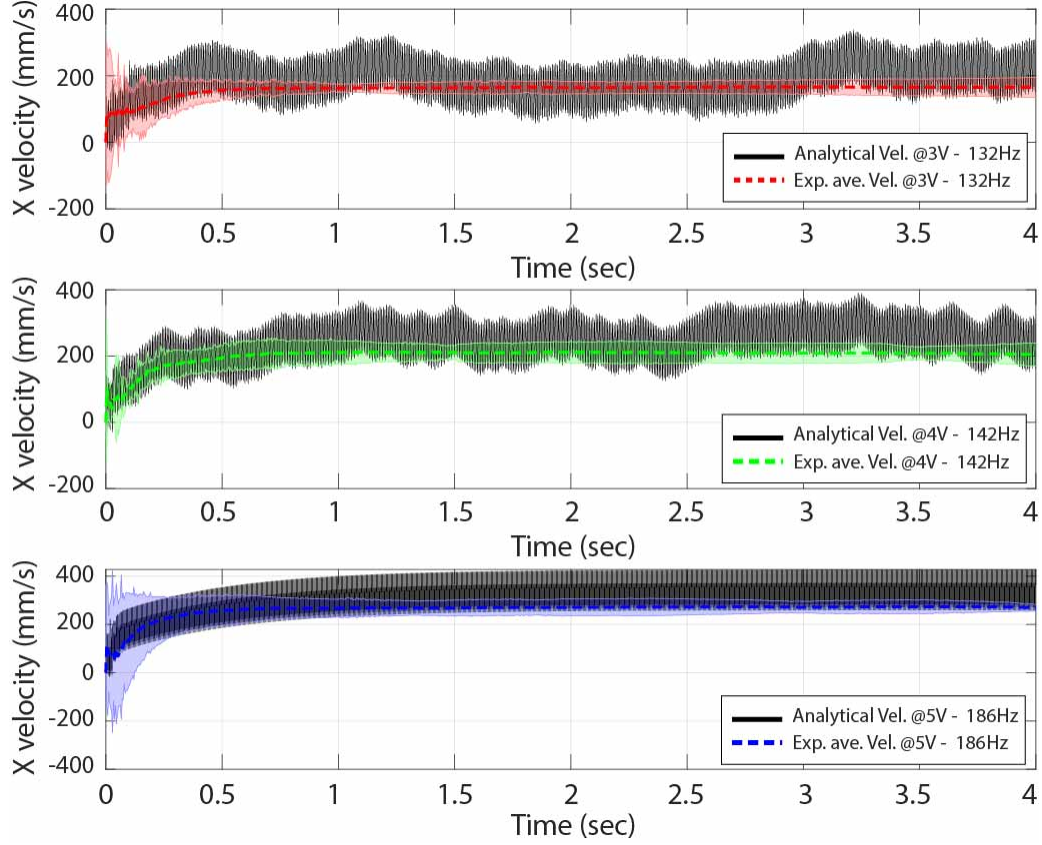 X velocity (mm/s)
400
200
0
-200
Analytical Vel. @3V - 132Hz
Exp. ave. Vel. @3V - 132Hz
0 0.5 1 1.5 2 2.5 3 3.5 4
Time (sec)
X velocity (mm/s)
400
200
0
-200
Analytical Vel. @4V - 142Hz
Exp. ave. Vel. @4V - 142Hz
0 0.5 1 1.5 2 2.5 3 3.5 4
Time (sec)
X velocity (mm/s)
400
200
0
-200
-400
Analytical Vel. @5V - 186Hz
Exp. ave. Vel. @5V - 186Hz
0 0.5 1 1.5 2 2.5 3 3.5 4
Time (sec)